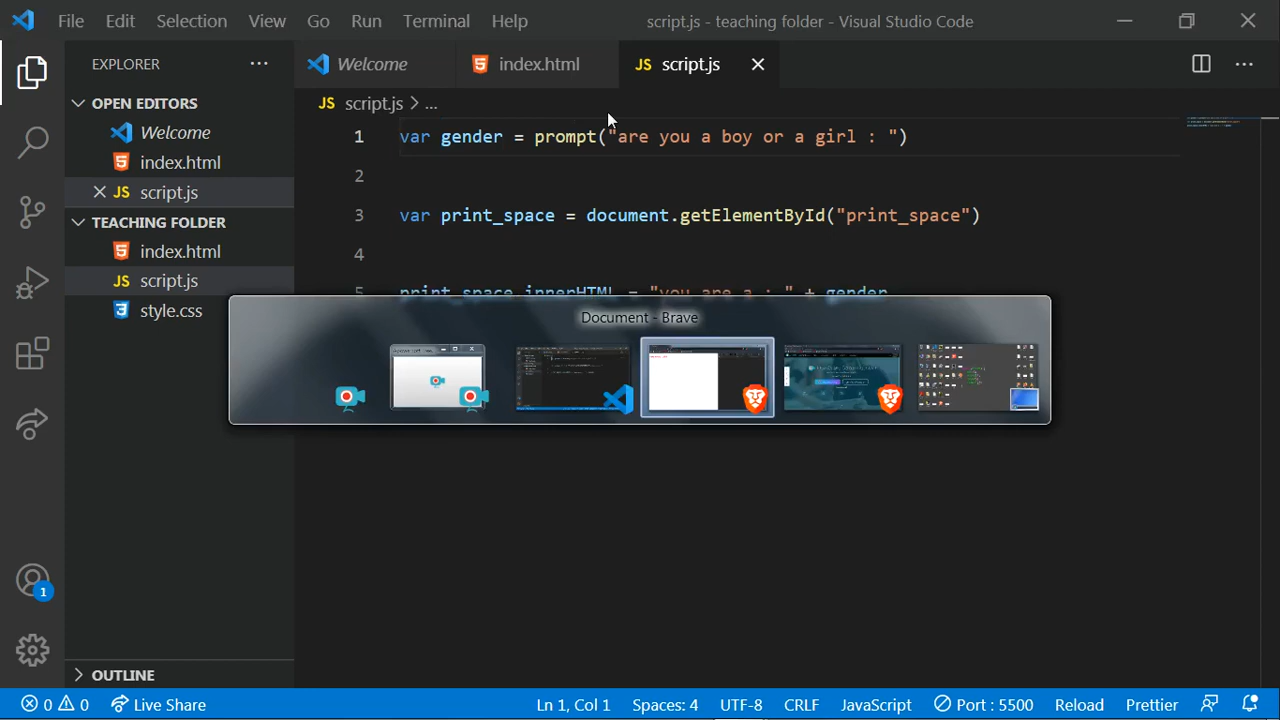 File Edit Selection View Go Run Terminal Help script.js - teaching folder - Visual Studio Code
EXPLORER
OPEN EDITORS
Welcome
index.html
script.js
TEACHING FOLDER
index.html
JS script.js
style.css
OUTLINE
Welcome index.html JS script.js
JS script.js > ...
1 var gender = prompt("are you a boy or a girl : ")
2
3 var print_space = document.getElementById("print_space")
4
5 print_space.innerHTML = "you are a : " + gender
Document - Brave
1
0 0 Live Share Ln 1, Col 1 Spaces: 4 UTF-8 CRLF JavaScript Port : 5500 Reload Prettier